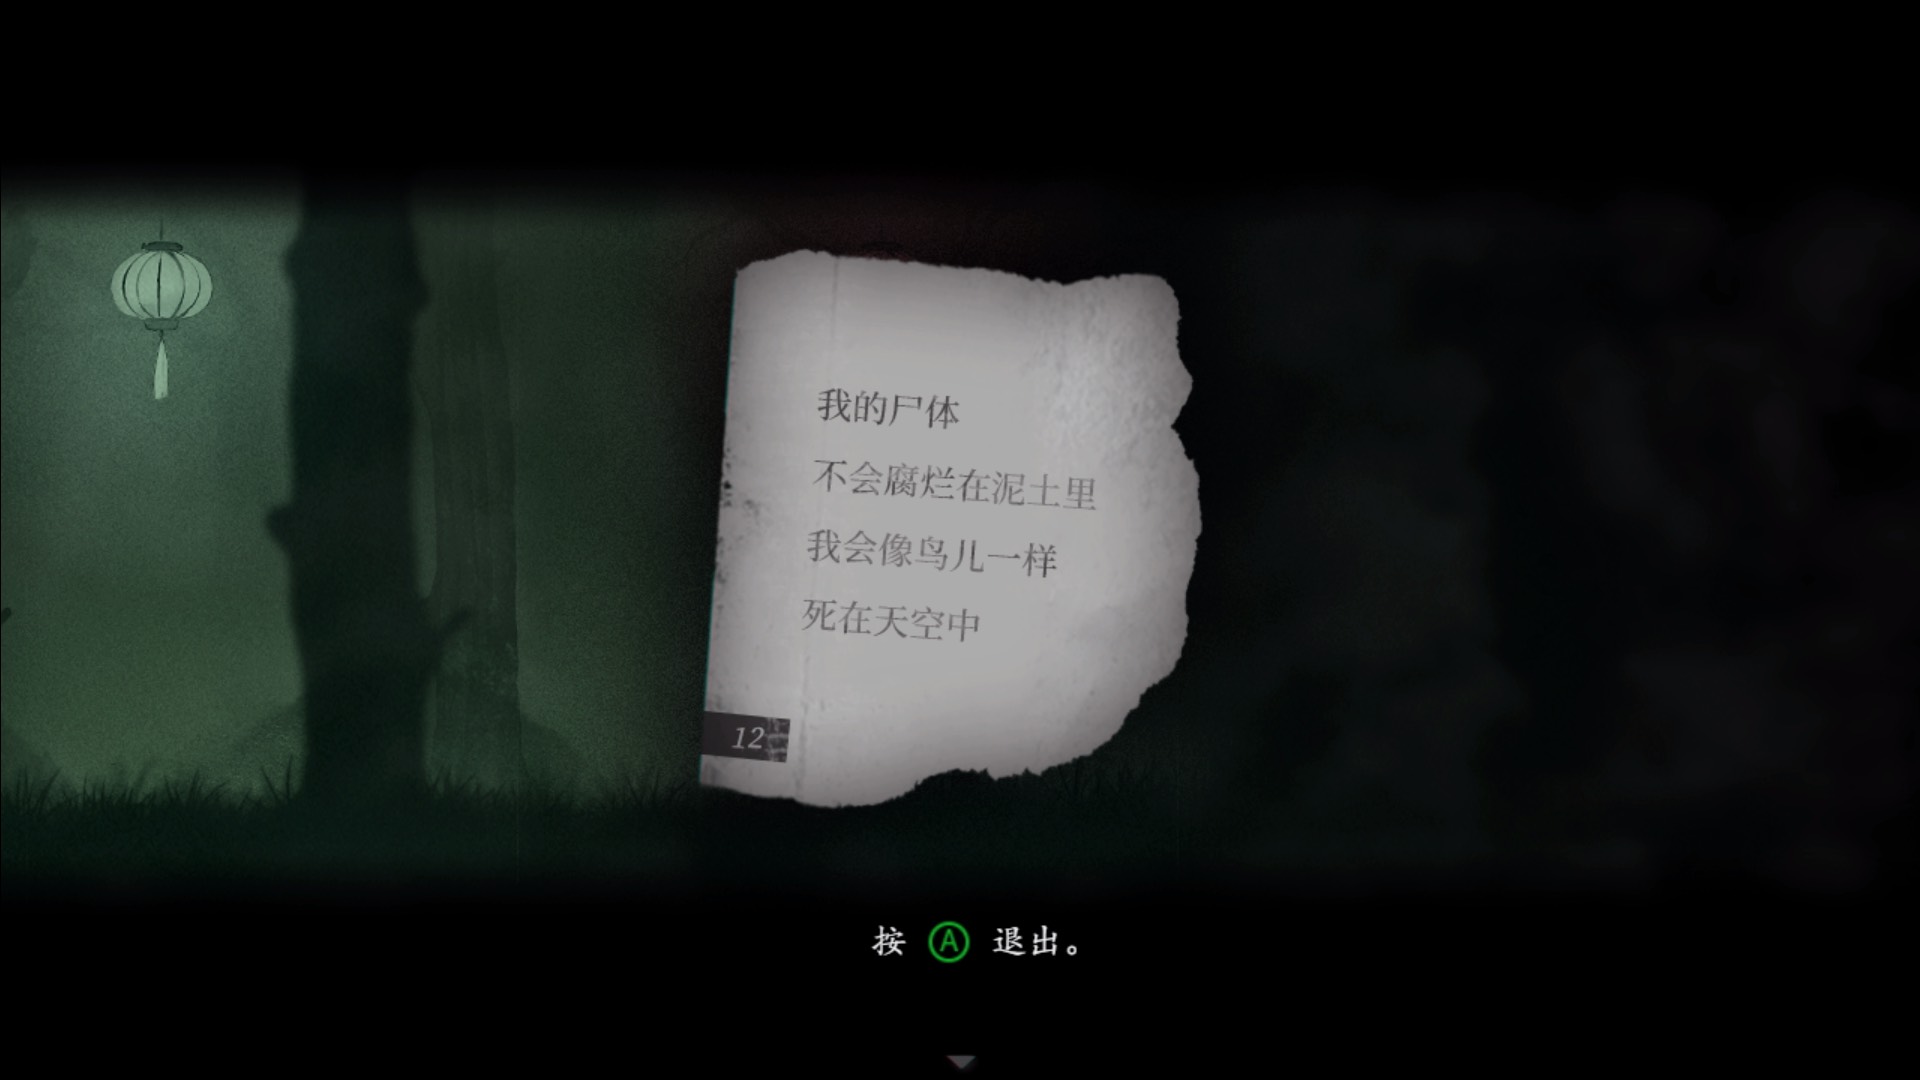 我的尸体
不会腐烂在泥土里
我会像鸟儿一样
死在天空中
12
按 A 退出。